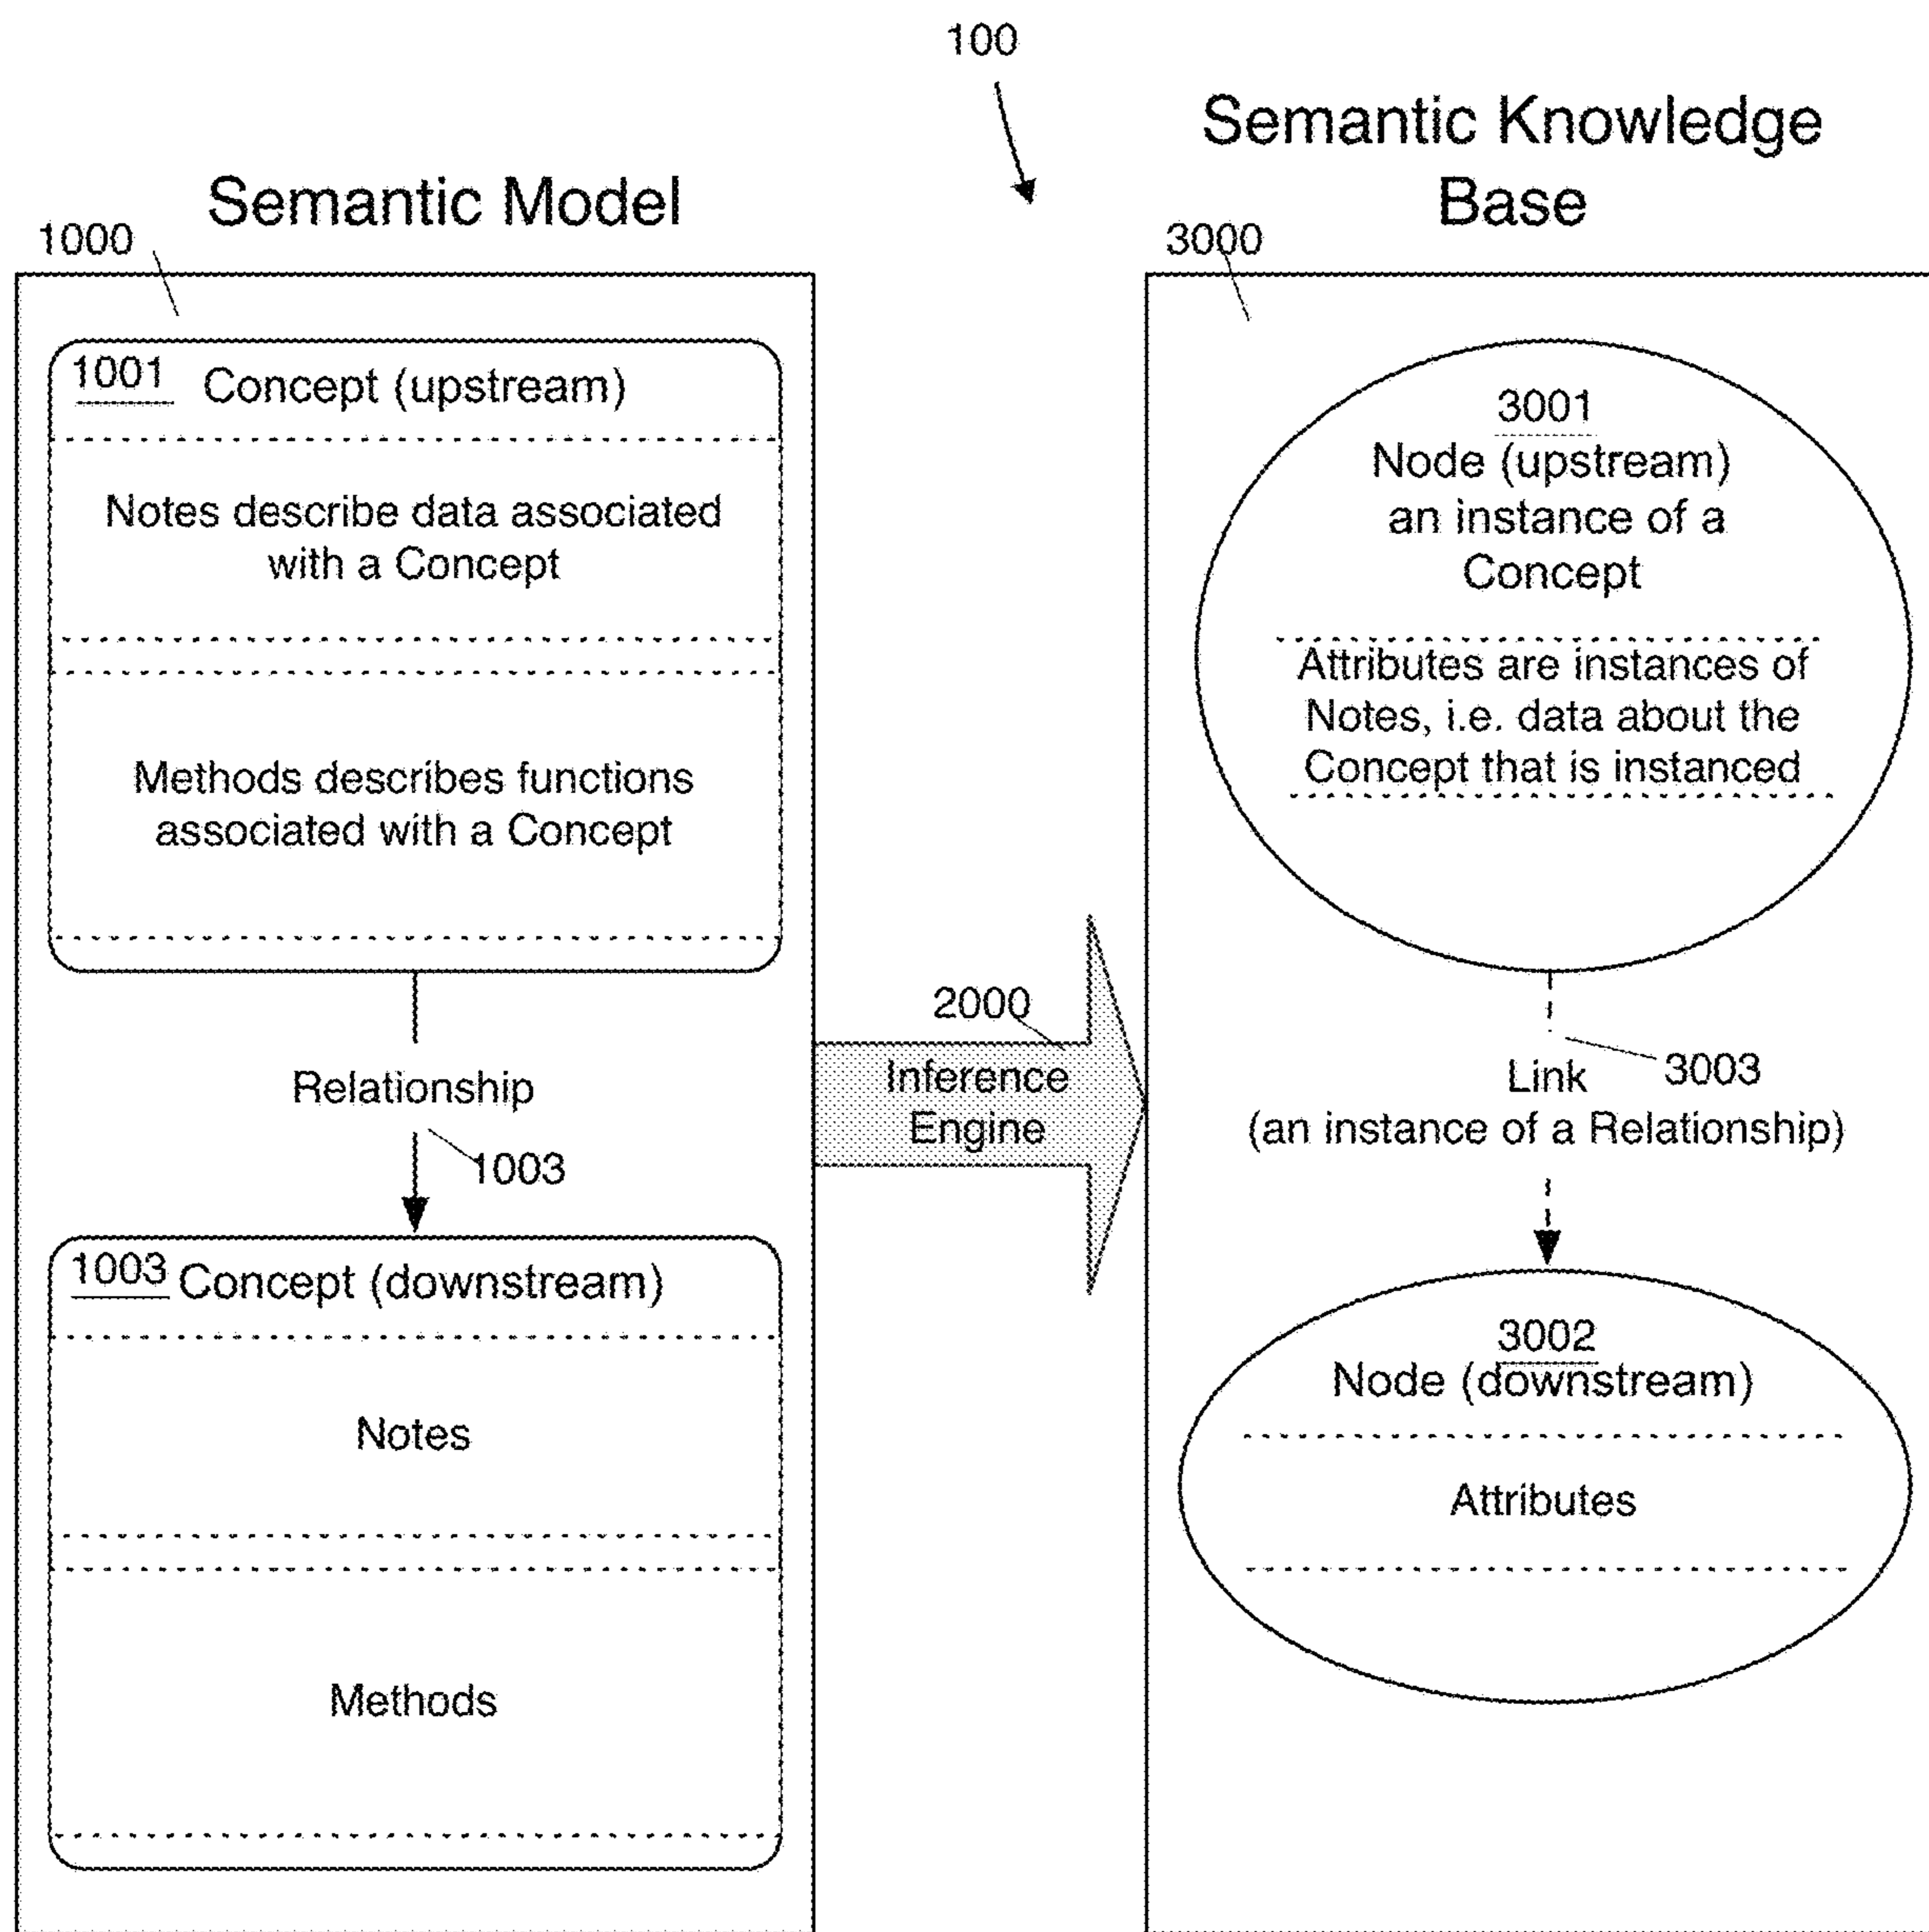 100
Semantic Model
1000
1001 Concept (upstream)
Notes describe data associated
with a Concept
Methods describes functions
associated with a Concept
Relationship
1003
1003 Concept (downstream)
Notes
Methods
2000
Inference
Engine
Semantic Knowledge
Base
3000
3001
Node (upstream)
an instance of a
Concept
Attributes are instances of
Notes, i.e. data about the
Concept that is instanced
3003
Link
(an instance of a Relationship)
3002
Node (downstream)
Attributes